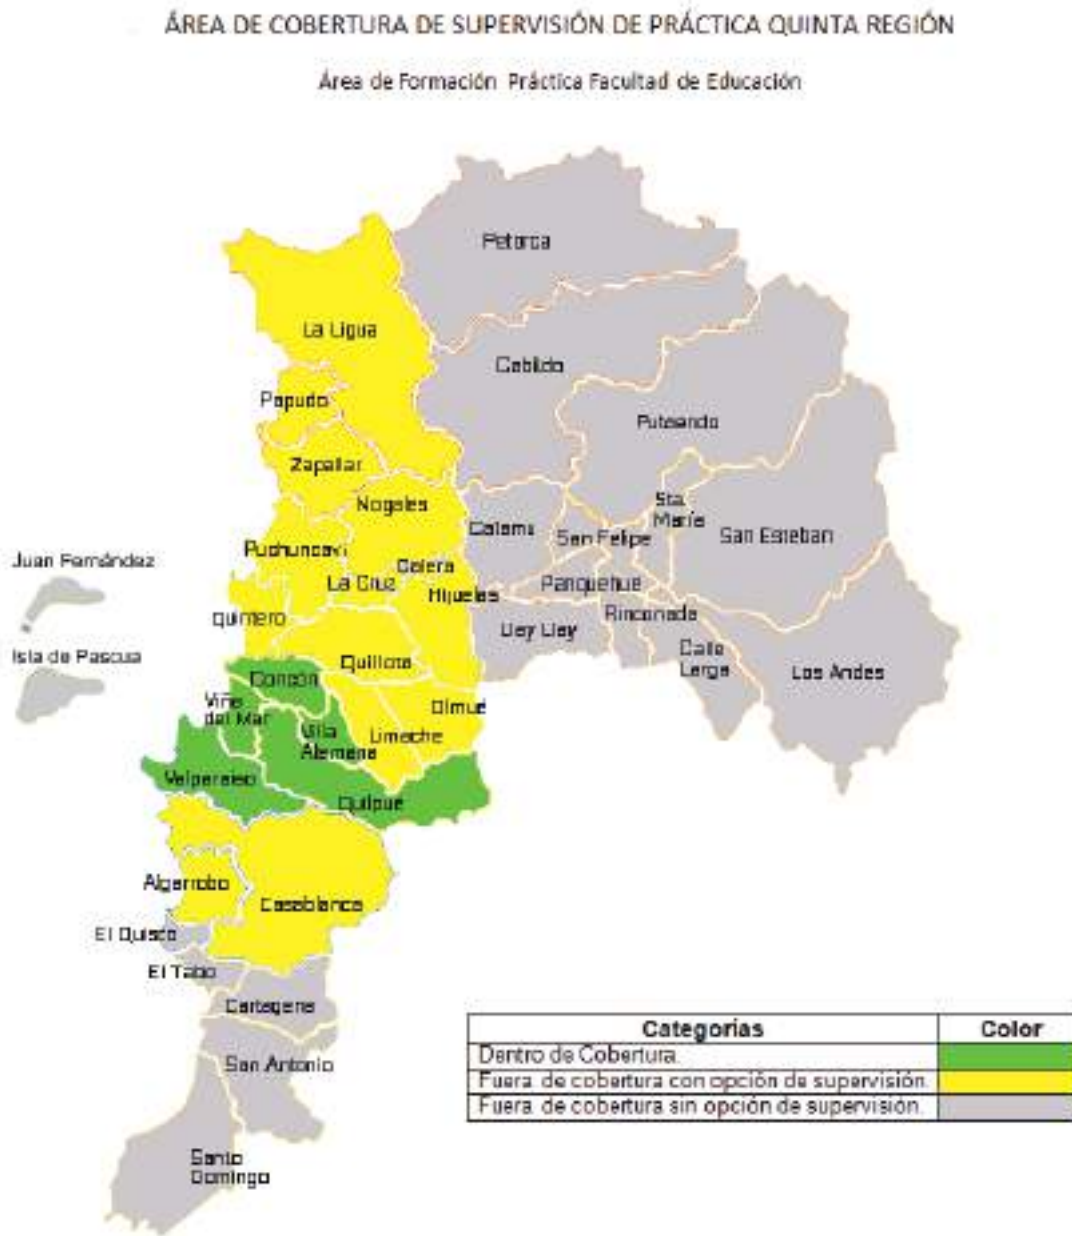 ÁREA DE COBERTURA DE SUPERVISIÓN DE PRÁCTICA QUINTA REGIÓN
Área de Formación Práctica Facultad de Educación
Petorca
La Ligua
Cabildo
Papudo
Putaendo
Zapallar
Nogales
Sta.
María
Catemu
San Felipe
San Esteban
Puchuncaví
Calera
La Cruz
Hijuelas
Panquehue
Juan Fernández
Quintero
Rinconada
Llay Llay
Isla de Pascua
Quillota
Calle
Larga
Los Andes
Concón
Viña
del Mar
Olmué
Villa
Alemana
Limache
Valparaíso
Quilpué
Algarrobo
Casablanca
El Quisco
El Tabo
Cartagena
San Antonio
Santo
Domingo
Categorías Color
Dentro de Cobertura.
Fuera de cobertura con opción de supervisión.
Fuera de cobertura sin opción de supervisión.